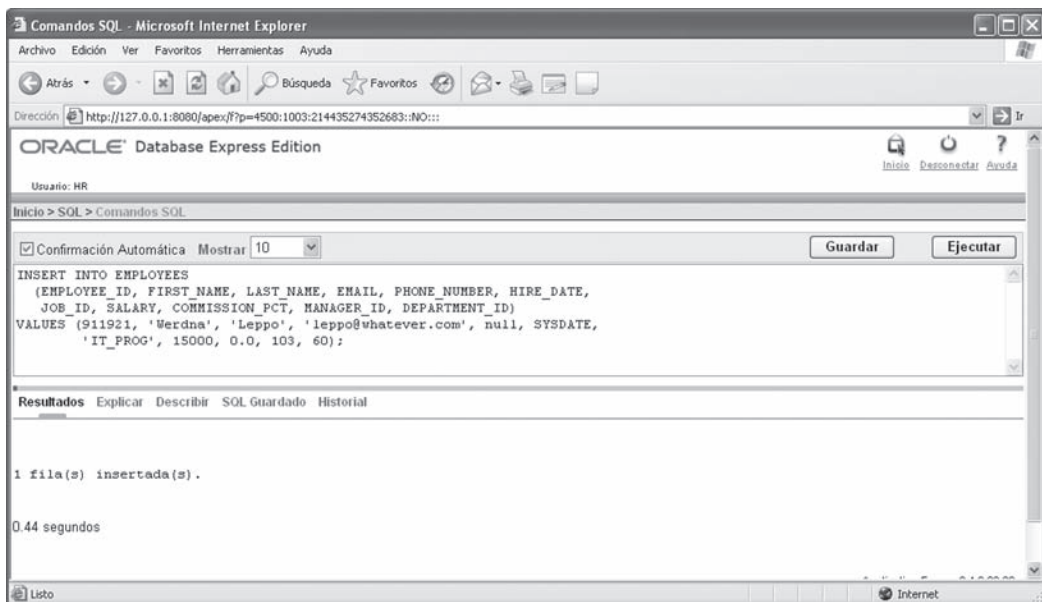 Comandos SQL - Microsoft Internet Explorer
Archivo Edición Ver Favoritos Herramientas Ayuda
Atrás Búsqueda Favoritos
Dirección http://127.0.0.1:8080/apex/f?p=4500:1003:214435274352683::NO::: Ir
ORACLE Database Express Edition
Inicio Desconectar Ayuda
Usuario: HR
Inicio > SQL > Comandos SQL
Confirmación Automática Mostrar 10 Guardar Ejecutar
INSERT INTO EMPLOYEES
(EMPLOYEE_ID, FIRST_NAME, LAST_NAME, EMAIL, PHONE_NUMBER, HIRE_DATE,
JOB_ID, SALARY, COMMISSION_PCT, MANAGER_ID, DEPARTMENT_ID)
VALUES (911921, 'Werdna', 'Leppo', 'leppo@whatever.com', null, SYSDATE,
'IT_PROG', 15000, 0.0, 103, 60);
Resultados Explicar Describir SQL Guardado Historial
1 fila(s) insertada(s).
0.44 segundos
Listo Internet